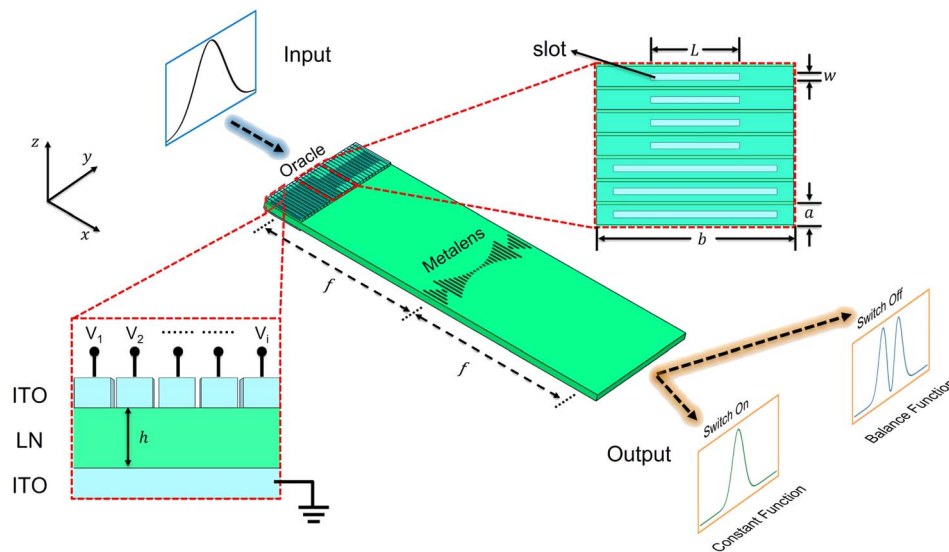 Input
slot
L
w
a
b
z
y
x
Oracle
Metalens
f
f
V1 V2 ...... ...... Vi
ITO
LN
h
ITO
Output
Switch On
Constant Function
Switch Off
Balance Function